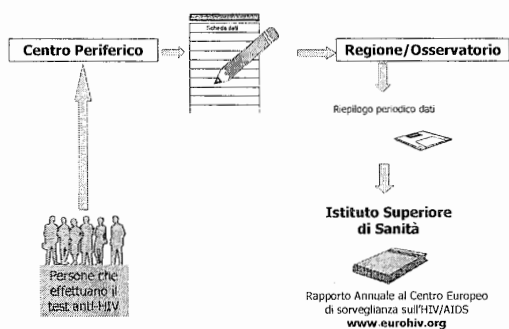 Scheda dati
Centro Periferico
Regione/Osservatorio
Riepilogo periodico dati
Istituto Superiore
di Sanità
Persone che
effettuano il
test anti-HIV
Rapporto Annuale al Centro Europeo
di sorveglianza sull'HIV/AIDS
www.eurohiv.org